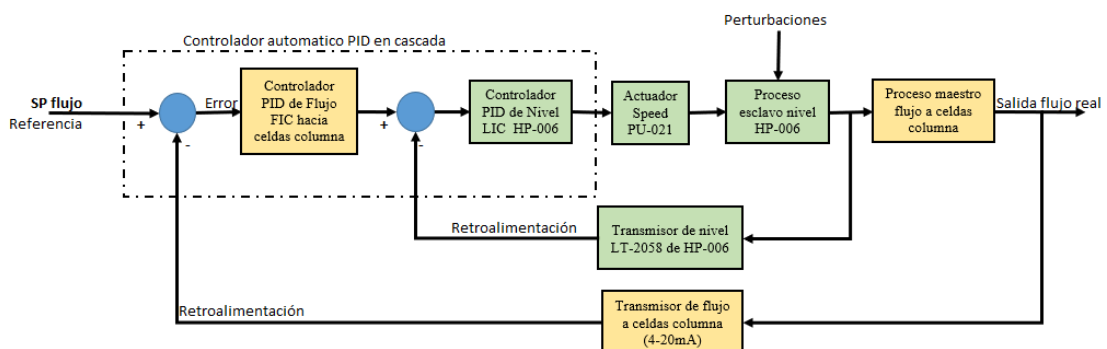 Perturbaciones
Controlador automatico PID en cascada
SP flujo
Referencia
+
-
Error
Controlador
PID de Flujo
FIC hacia
celdas columna
+
-
Controlador
PID de Nivel
LIC HP-006
Actuador
Speed
PU-021
Proceso
esclavo nivel
HP-006
Proceso maestro
flujo a celdas
columna
Salida flujo real
Retroalimentación
Transmisor de nivel
LT-2058 de HP-006
Retroalimentación
Transmisor de flujo
a celdas columna
(4-20mA)